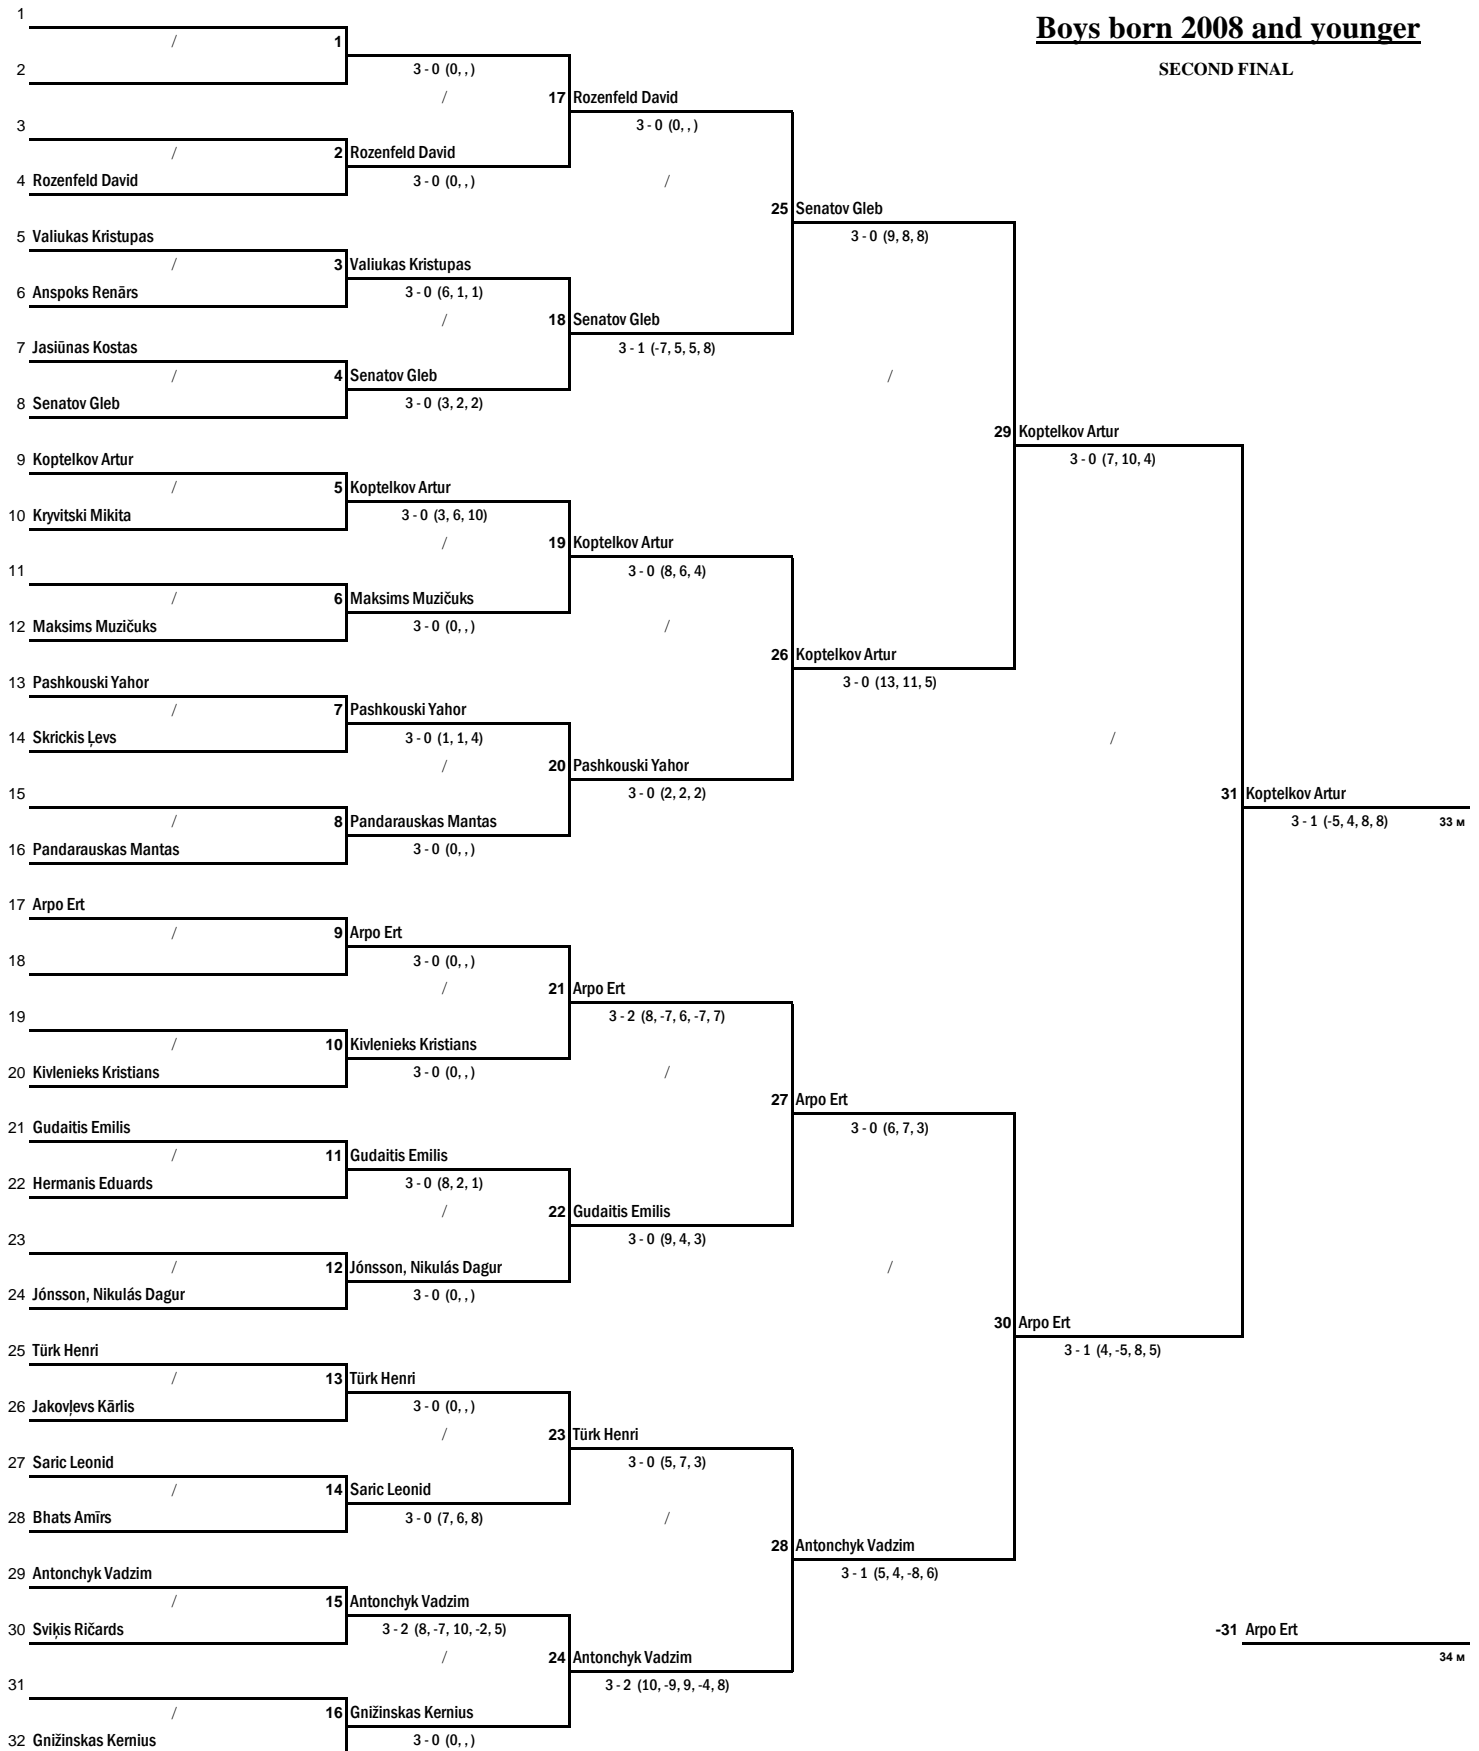 1
Boys born 2008 and younger
/ 1
2 3 - 0 (0, , ) SECOND FINAL
/ 17 Rozenfeld David
3 3 - 0 (0, , )
/ 2 Rozenfeld David
4 Rozenfeld David 3 - 0 (0, , ) /
25 Senatov Gleb
5 Valiukas Kristupas 3 - 0 (9, 8, 8)
/ 3 Valiukas Kristupas
6 Anspoks Renārs 3 - 0 (6, 1, 1)
/ 18 Senatov Gleb
7 Jasiūnas Kostas 3 - 1 (-7, 5, 5, 8)
/ 4 Senatov Gleb /
8 Senatov Gleb 3 - 0 (3, 2, 2)
29 Koptelkov Artur
9 Koptelkov Artur 3 - 0 (7, 10, 4)
/ 5 Koptelkov Artur
10 Kryvitski Mikita 3 - 0 (3, 6, 10)
/ 19 Koptelkov Artur
11 3 - 0 (8, 6, 4)
/ 6 Maksims Muzičuks
12 Maksims Muzičuks 3 - 0 (0, , ) /
26 Koptelkov Artur
13 Pashkouski Yahor 3 - 0 (13, 11, 5)
/ 7 Pashkouski Yahor
14 Skrickis Ļevs 3 - 0 (1, 1, 4) /
/ 20 Pashkouski Yahor
15 3 - 0 (2, 2, 2) 31 Koptelkov Artur
/ 8 Pandarauskas Mantas 3 - 1 (-5, 4, 8, 8) 33 м
16 Pandarauskas Mantas 3 - 0 (0, , )
17 Arpo Ert
/ 9 Arpo Ert
18 3 - 0 (0, , )
/ 21 Arpo Ert
19 3 - 2 (8, -7, 6, -7, 7)
/ 10 Kivlenieks Kristians
20 Kivlenieks Kristians 3 - 0 (0, , ) /
27 Arpo Ert
21 Gudaitis Emilis 3 - 0 (6, 7, 3)
/ 11 Gudaitis Emilis
22 Hermanis Eduards 3 - 0 (8, 2, 1)
/ 22 Gudaitis Emilis
23 3 - 0 (9, 4, 3)
/ 12 Jónsson, Nikulás Dagur /
24 Jónsson, Nikulás Dagur 3 - 0 (0, , )
30 Arpo Ert
25 Türk Henri 3 - 1 (4, -5, 8, 5)
/ 13 Türk Henri
26 Jakovļevs Kārlis 3 - 0 (0, , )
/ 23 Türk Henri
27 Saric Leonid 3 - 0 (5, 7, 3)
/ 14 Saric Leonid
28 Bhats Amīrs 3 - 0 (7, 6, 8) /
28 Antonchyk Vadzim
29 Antonchyk Vadzim 3 - 1 (5, 4, -8, 6)
/ 15 Antonchyk Vadzim
30 Sviķis Ričards 3 - 2 (8, -7, 10, -2, 5) -31 Arpo Ert
/ 24 Antonchyk Vadzim 34 м
31 3 - 2 (10, -9, 9, -4, 8)
/ 16 Gnižinskas Kernius
32 Gnižinskas Kernius 3 - 0 (0, , )